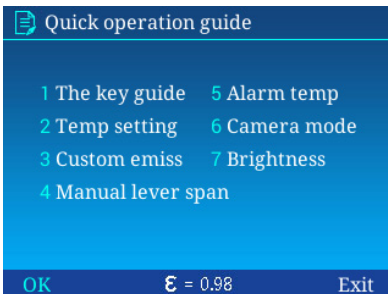 Quick operation guide
1 The key guide 5 Alarm temp
2 Temp setting 6 Camera mode
3 Custom emiss 7 Brightness
4 Manual lever span
OK ε = 0.98 Exit